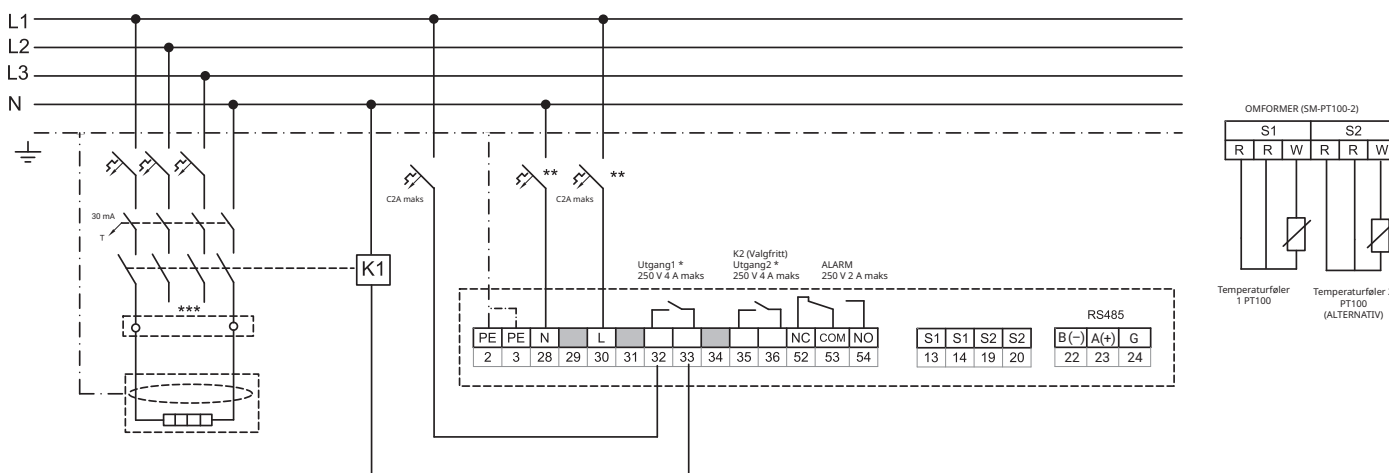 L1
L2
L3
N
30 mA
T
***
K1
C2A maks
**
C2A maks
**
Utgang1 *
250 V 4 A maks
K2 (Valgfritt)
Utgang2 *
250 V 4 A maks
ALARM
250 V 2 A maks
PE PE N L NC COM NO
2 3 28 29 30 31 32 33 34 35 36 52 53 54
S1 S1 S2 S2
13 14 19 20
RS485
B(−) A(+) G
22 23 24
OMFORMER (SM-PT100-2)
S1 S2
R R W R R W
Temperaturføler
1 PT100
Temperaturføler
PT100
(ALTERNATIV)